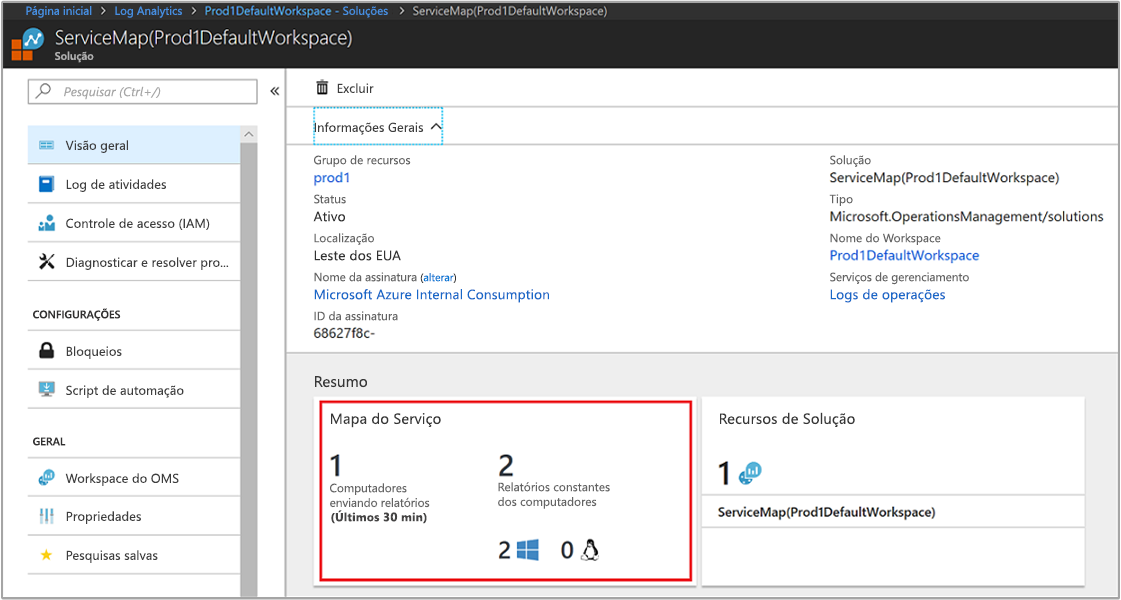 Página inicial > Log Analytics > Prod1DefaultWorkspace - Soluções > ServiceMap(Prod1DefaultWorkspace)
ServiceMap(Prod1DefaultWorkspace)
Solução
Pesquisar (Ctrl+/)
«
Visão geral
Log de atividades
Controle de acesso (IAM)
Diagnosticar e resolver pro...
CONFIGURAÇÕES
Bloqueios
Script de automação
GERAL
Workspace do OMS
Propriedades
Pesquisas salvas
Excluir
Informações Gerais
Grupo de recursos
prod1
Status
Ativo
Localização
Leste dos EUA
Nome da assinatura (alterar)
Microsoft Azure Internal Consumption
ID da assinatura
68627f8c-
Solução
ServiceMap(Prod1DefaultWorkspace)
Tipo
Microsoft.OperationsManagement/solutions
Nome do Workspace
Prod1DefaultWorkspace
Serviços de gerenciamento
Logs de operações
Resumo
Mapa do Serviço
1
Computadores
enviando relatórios
(Últimos 30 min)
2
Relatórios constantes
dos computadores
2 0
Recursos de Solução
1
ServiceMap(Prod1DefaultWorkspace)